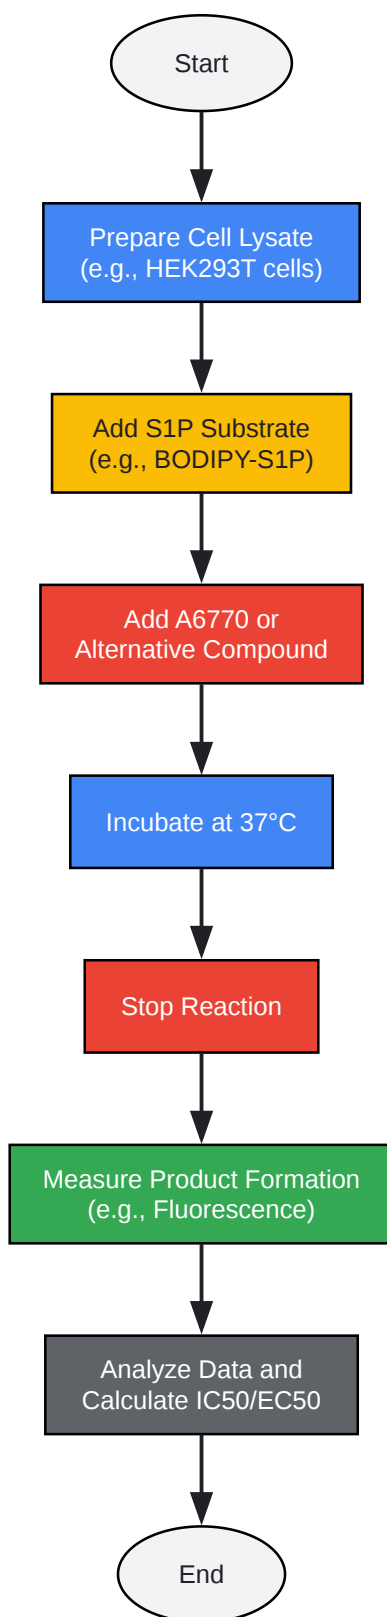 Start
Prepare Cell Lysate
(e.g., HEK293T cells)
Add S1P Substrate
(e.g., BODIPY-S1P)
Add A6770 or
Alternative Compound
Incubate at 37°C
Stop Reaction
Measure Product Formation
(e.g., Fluorescence)
Analyze Data and
Calculate IC50/EC50
End